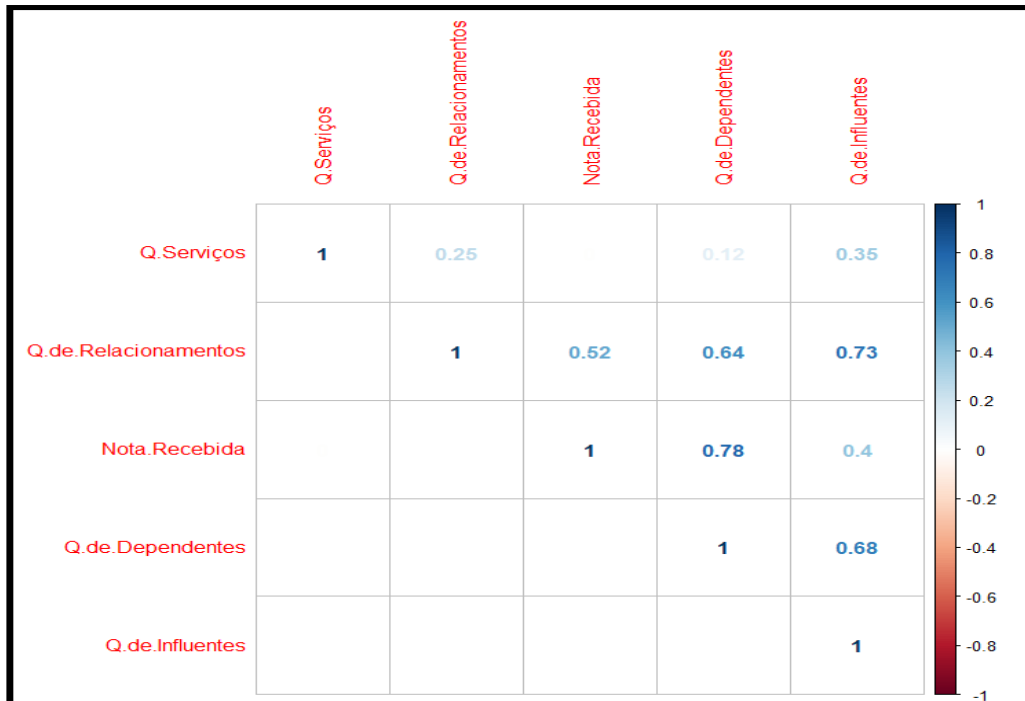 Q.Serviços
Q.de.Relacionamentos
Nota.Recebida
Q.de.Dependentes
Q.de.Influentes
Q.Serviços 1 0.25 0.12 0.35
Q.de.Relacionamentos 1 0.52 0.64 0.73
Nota.Recebida 1 0.78 0.4
Q.de.Dependentes 1 0.68
Q.de.Influentes 1
1
0.8
0.6
0.4
0.2
0
-0.2
-0.4
-0.6
-0.8
-1